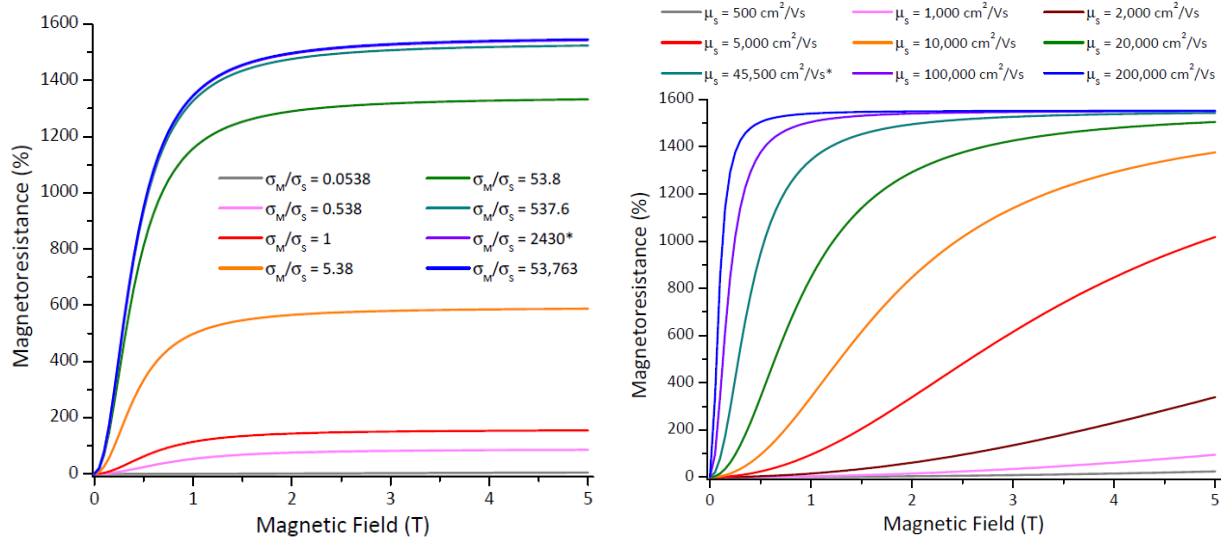 1600
1400
1200
1000
800
600
400
200
0
Magnetoresistance (%)
σM/σS = 0.0538
σM/σS = 53.8
σM/σS = 0.538
σM/σS = 537.6
σM/σS = 1
σM/σS = 2430*
σM/σS = 5.38
σM/σS = 53,763
0 1 2 3 4 5
Magnetic Field (T)
μS = 500 cm²/Vs
μS = 1,000 cm²/Vs
μS = 2,000 cm²/Vs
μS = 5,000 cm²/Vs
μS = 10,000 cm²/Vs
μS = 20,000 cm²/Vs
μS = 45,500 cm²/Vs*
μS = 100,000 cm²/Vs
μS = 200,000 cm²/Vs
1600
1400
1200
1000
800
600
400
200
0
Magnetoresistance (%)
0 1 2 3 4 5
Magnetic Field (T)